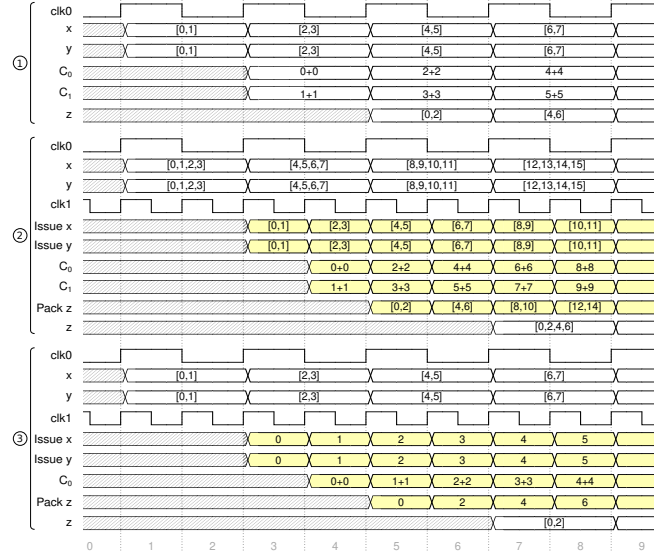 clk0
x [0,1] [2,3] [4,5] [6,7]
y [0,1] [2,3] [4,5] [6,7]
① C₀ 0+0 2+2 4+4
C₁ 1+1 3+3 5+5
z [0,2] [4,6]
clk0
x [0,1,2,3] [4,5,6,7] [8,9,10,11] [12,13,14,15]
y [0,1,2,3] [4,5,6,7] [8,9,10,11] [12,13,14,15]
clk1
Issue x [0,1] [2,3] [4,5] [6,7] [8,9] [10,11]
② Issue y [0,1] [2,3] [4,5] [6,7] [8,9] [10,11]
C₀ 0+0 2+2 4+4 6+6 8+8
C₁ 1+1 3+3 5+5 7+7 9+9
Pack z [0,2] [4,6] [8,10] [12,14]
z [0,2,4,6]
clk0
x [0,1] [2,3] [4,5] [6,7]
y [0,1] [2,3] [4,5] [6,7]
clk1
③ Issue x 0 1 2 3 4 5
Issue y 0 1 2 3 4 5
C₀ 0+0 1+1 2+2 3+3 4+4
Pack z 0 2 4 6
z [0,2]
0 1 2 3 4 5 6 7 8 9